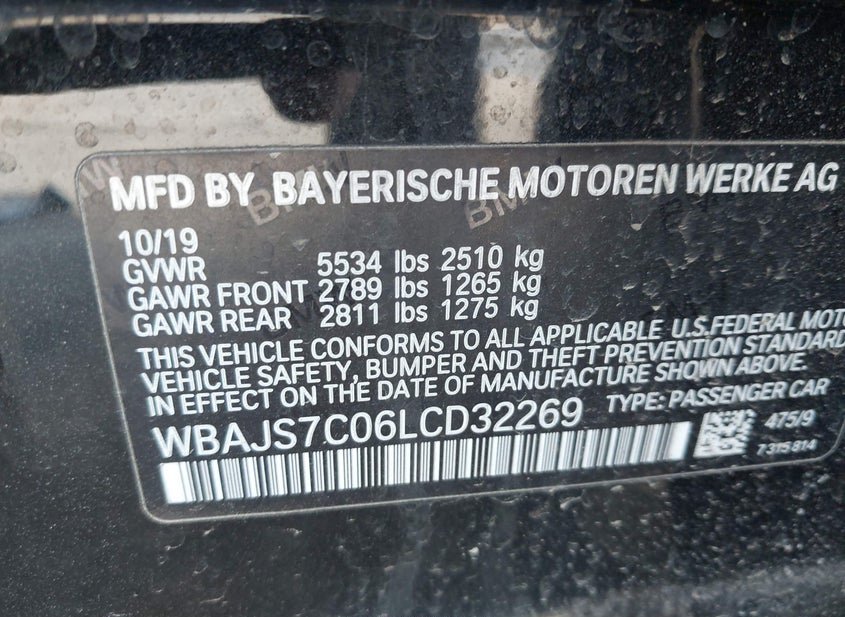 MFD BY BAYERISCHE MOTOREN WERKE AG
10/19
GVWR 5534 lbs 2510 kg
GAWR FRONT 2789 lbs 1265 kg
GAWR REAR 2811 lbs 1275 kg
THIS VEHICLE CONFORMS TO ALL APPLICABLE U.S.FEDERAL MOTO
VEHICLE SAFETY, BUMPER AND THEFT PREVENTION STANDARD
IN EFFECT ON THE DATE OF MANUFACTURE SHOWN ABOVE.
WBAJS7C06LCD32269 TYPE: PASSENGER CAR
475/9
7 315 814